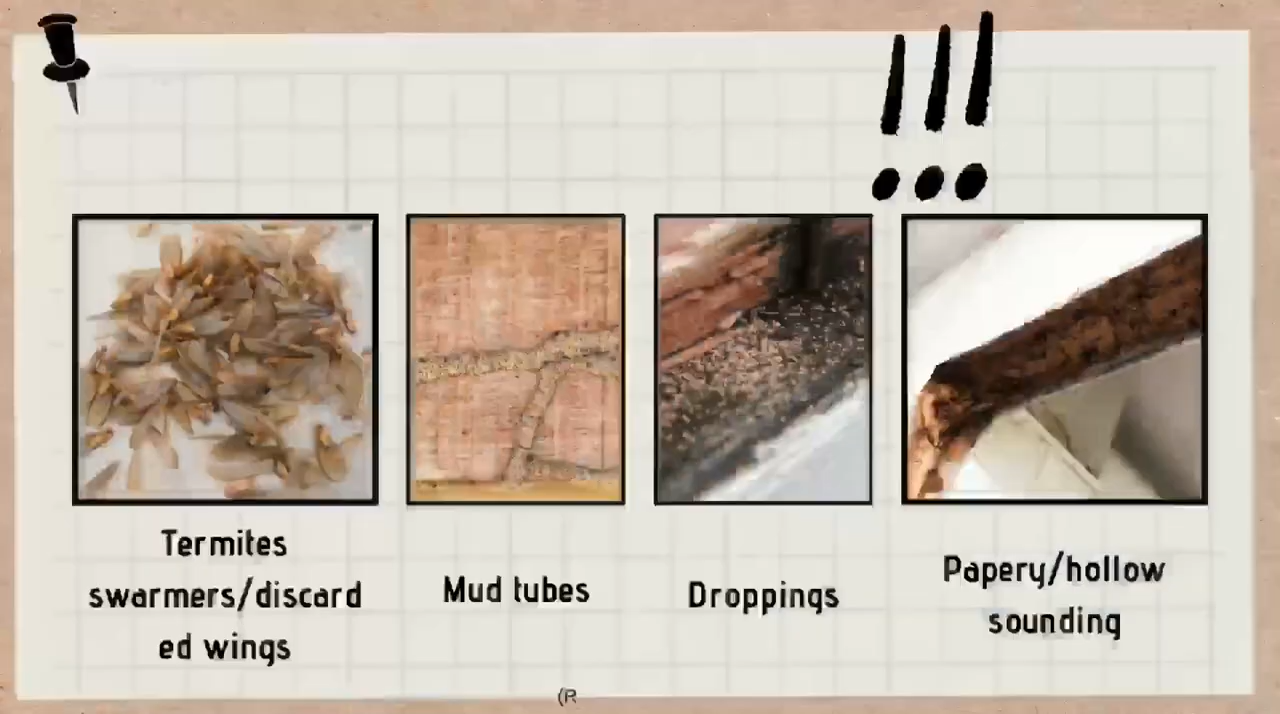 !!!
Termites
swarmers/discard
ed wings
Mud tubes
Droppings
Papery/hollow
sounding
(R